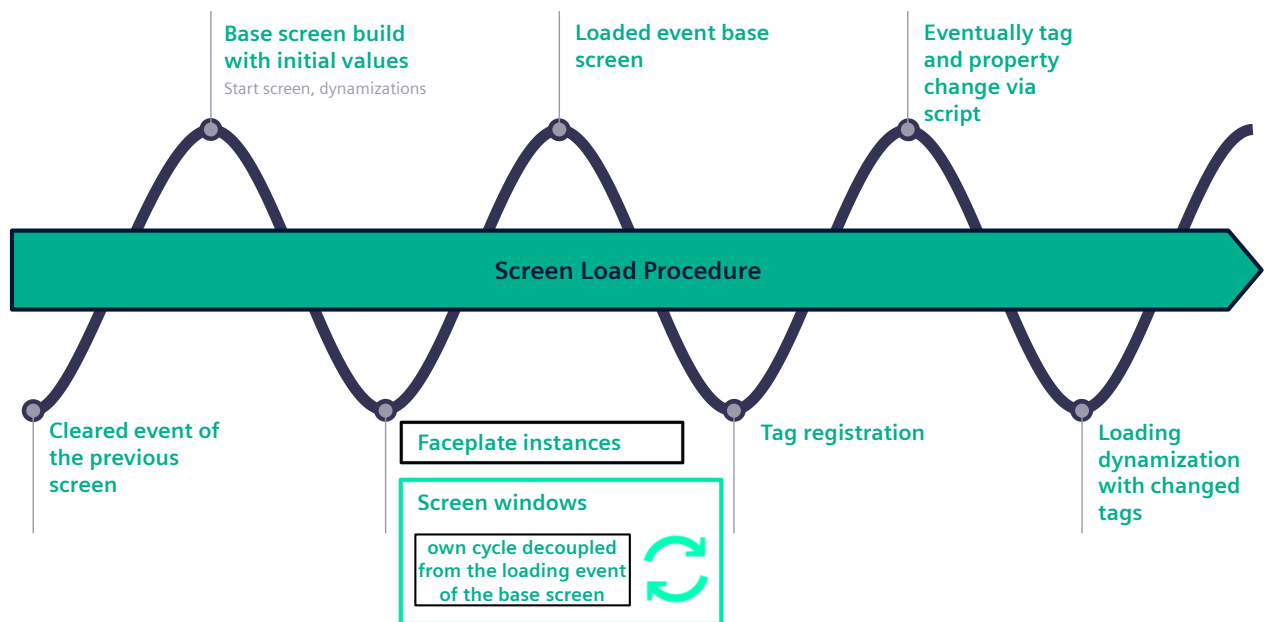 Base screen build
with initial values
Start screen, dynamizations
Loaded event base
screen
Eventually tag
and property
change via
script
Screen Load Procedure
Cleared event of
the previous
screen
Faceplate instances
Screen windows
own cycle decoupled
from the loading event
of the base screen
Tag registration
Loading
dynamization
with changed
tags